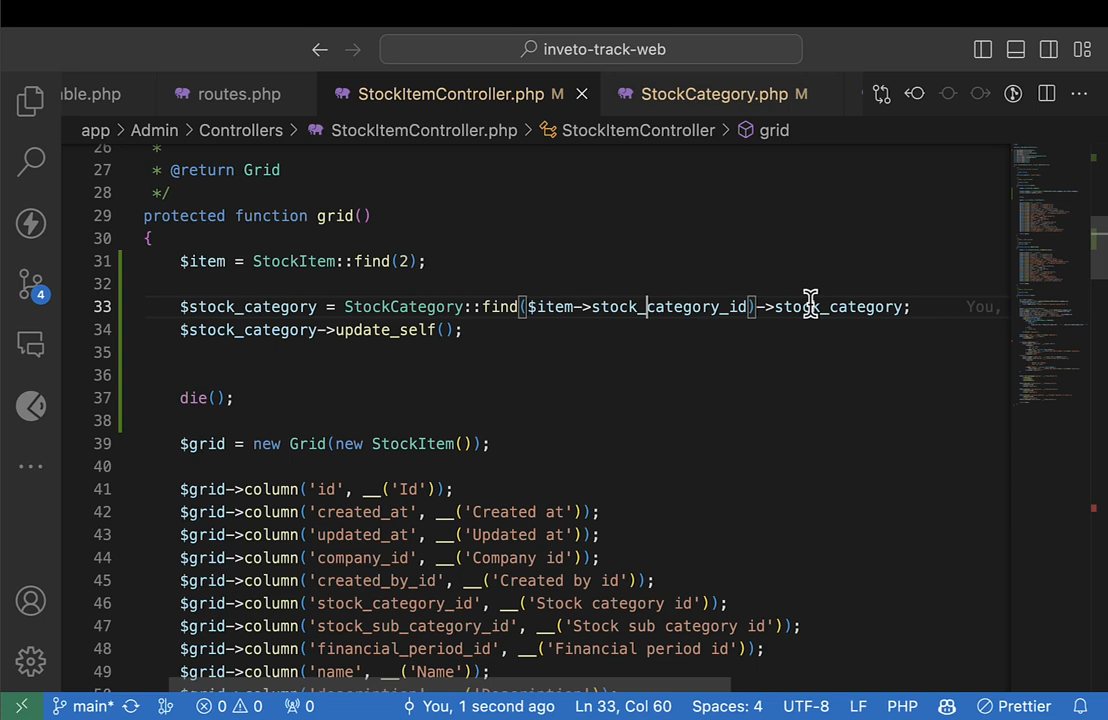 inveto-track-web
ble.php
routes.php
StockItemController.php M
StockCategory.php M
app > Admin > Controllers > StockItemController.php > StockItemController > grid
26 *
27 * @return Grid
28 */
29 protected function grid()
30 {
31 $item = StockItem::find(2);
32
33 $stock_category = StockCategory::find($item->stock_category_id)->stock_category; You,
34 $stock_category->update_self();
35
36
37 die();
38
39 $grid = new Grid(new StockItem());
40
41 $grid->column('id', __('Id'));
42 $grid->column('created_at', __('Created at'));
43 $grid->column('updated_at', __('Updated at'));
44 $grid->column('company_id', __('Company id'));
45 $grid->column('created_by_id', __('Created by id'));
46 $grid->column('stock_category_id', __('Stock category id'));
47 $grid->column('stock_sub_category_id', __('Stock sub category id'));
48 $grid->column('financial_period_id', __('Financial period id'));
49 $grid->column('name', __('Name'));
50 $grid->column('description', __('Description'));
4
main* 0 0 0 You, 1 second ago Ln 33, Col 60 Spaces: 4 UTF-8 LF PHP Prettier